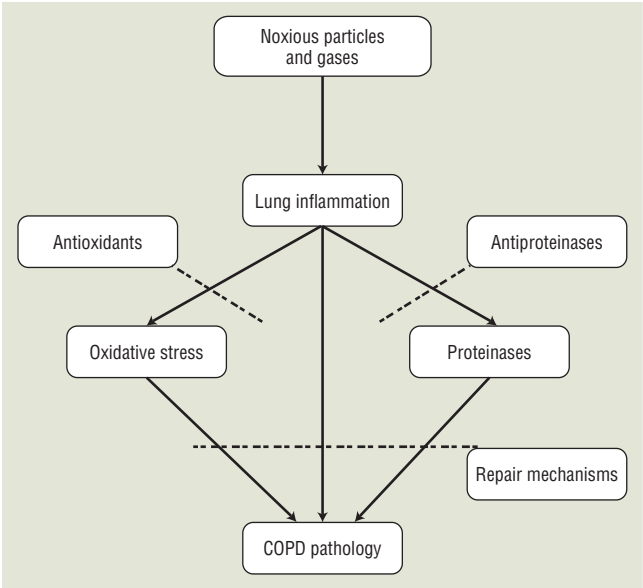 Noxious particles
and gases
Lung inflammation
Antioxidants
Antiproteinases
Oxidative stress
Proteinases
Repair mechanisms
COPD pathology